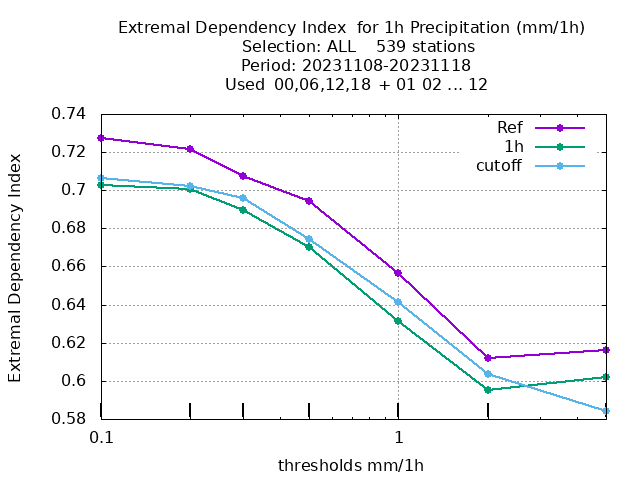 Extremal Dependency Index  for 1h Precipitation (mm/1h)
Selection: ALL    539 stations
Period: 20231108-20231118
Used  00,06,12,18  + 01 02 ... 12
0.74
0.72
0.7
0.68
0.66
0.64
0.62
0.6
0.58
Extremal Dependency Index
Ref
1h
cutoff
0.1
1
thresholds mm/1h